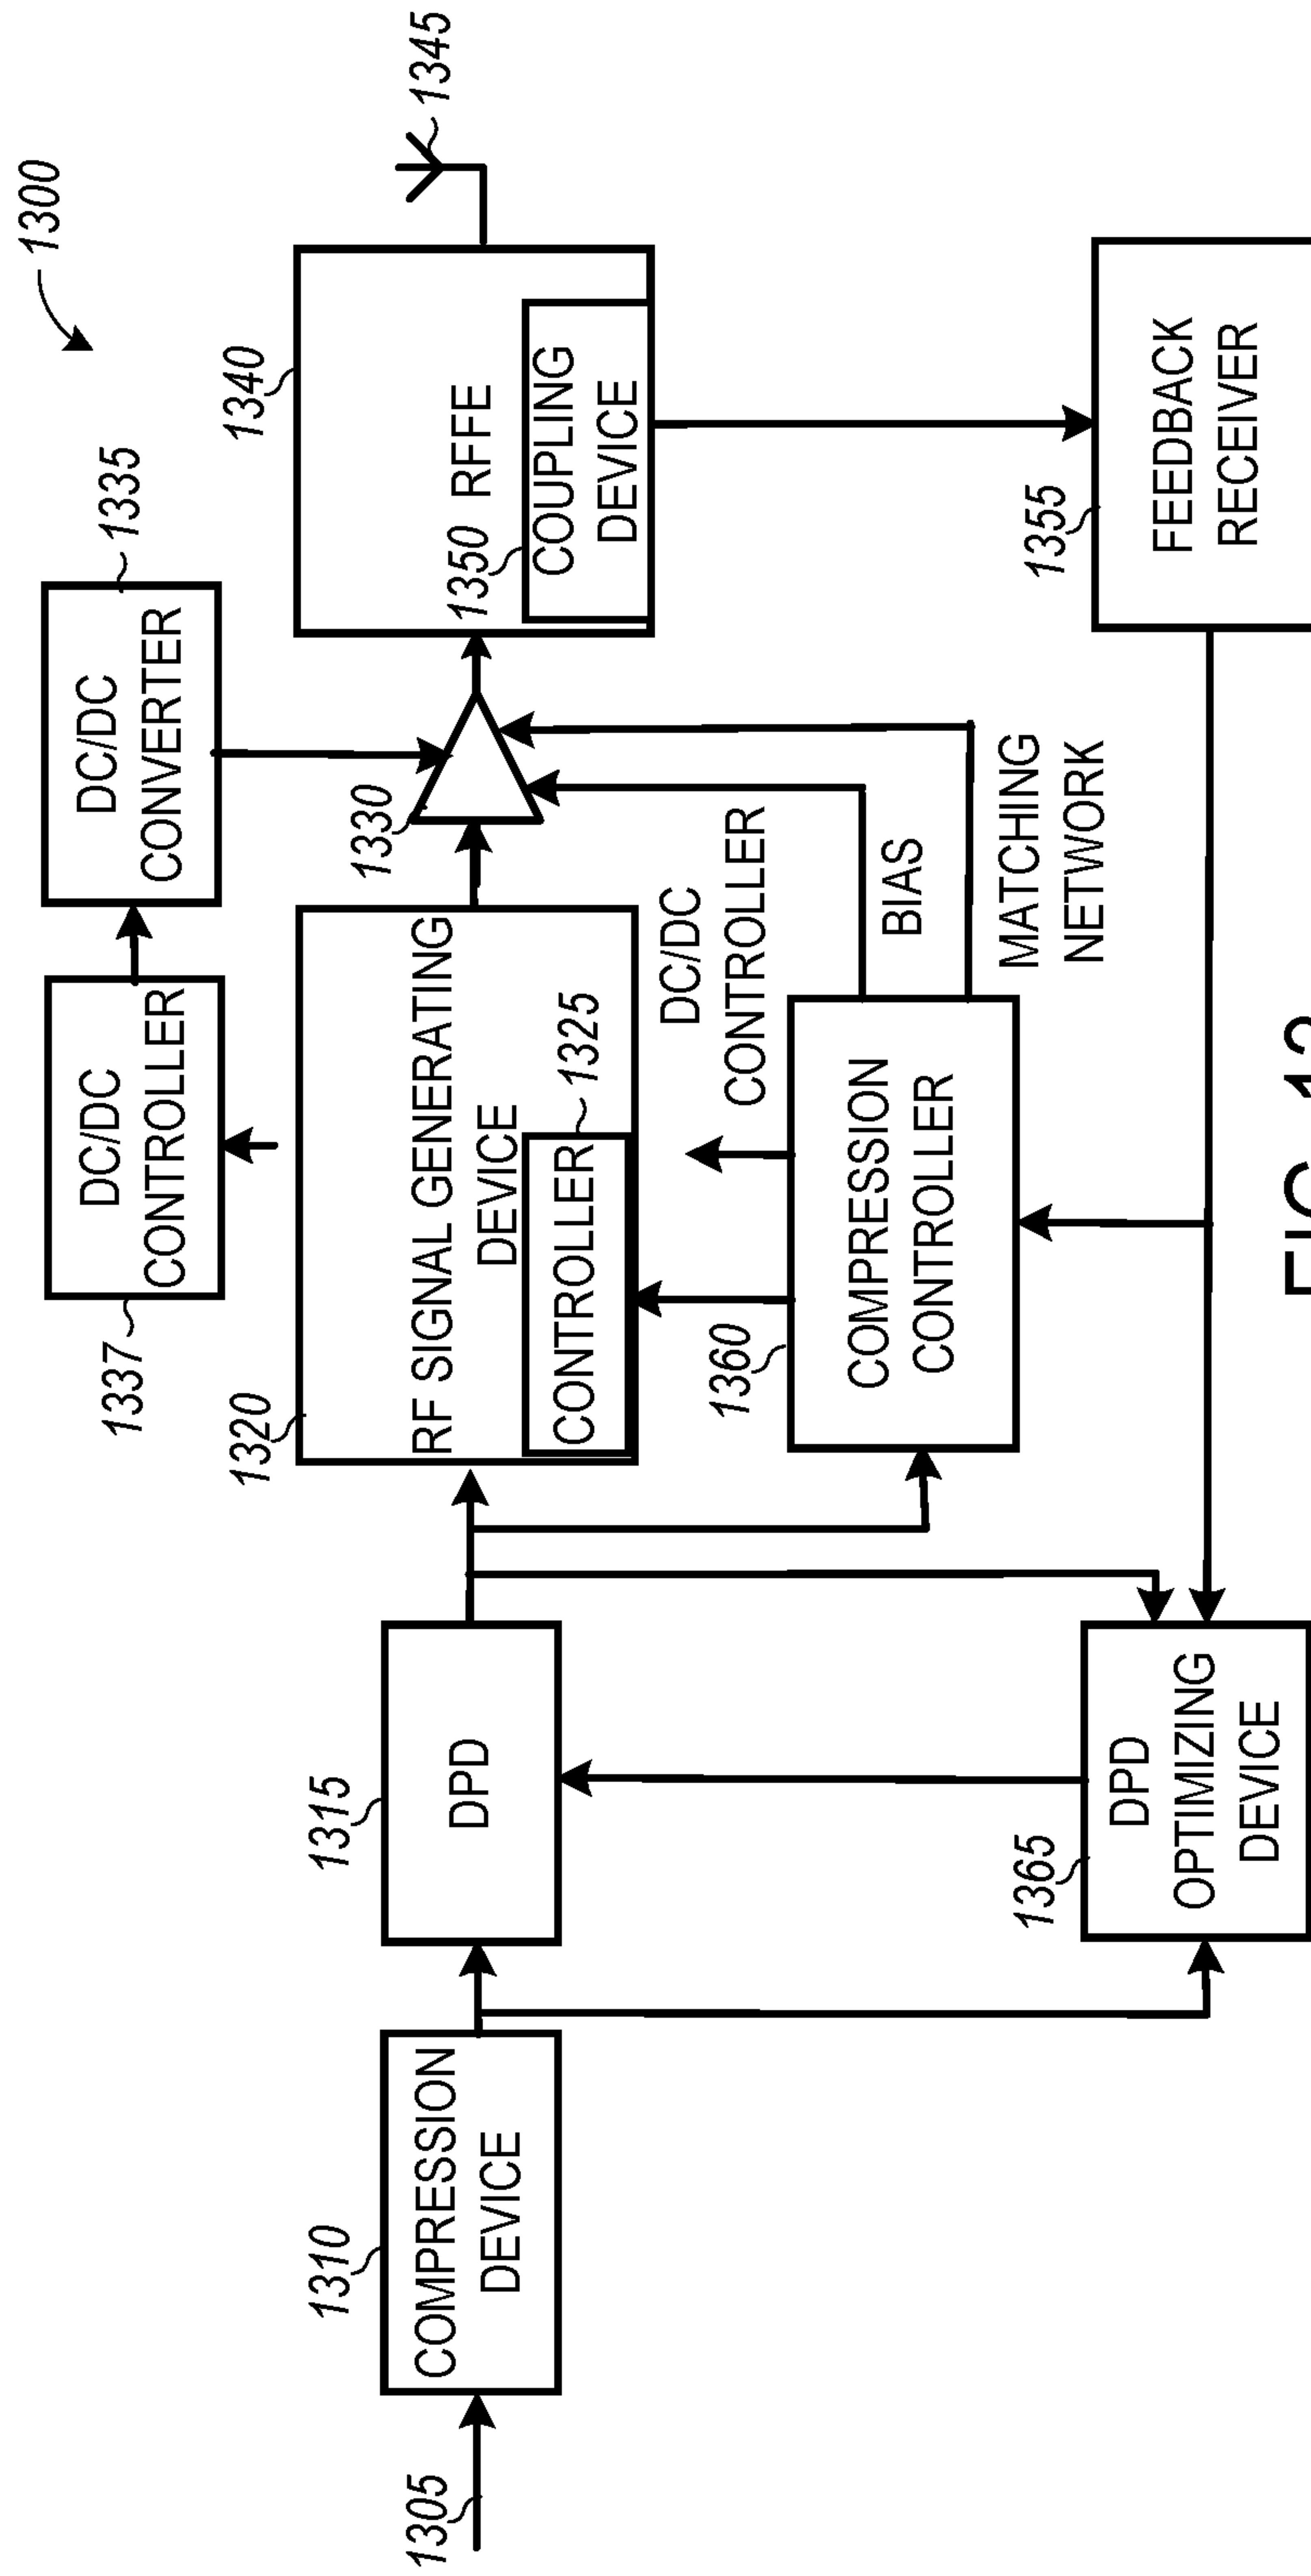 1300
1337
DC/DC
CONTROLLER
DC/DC
CONVERTER
1335
1320
RF SIGNAL GENERATING
DEVICE
CONTROLLER
1325
1330
1340
RFFE
1350
COUPLING
DEVICE
1345
1305
1310
COMPRESSION
DEVICE
1315
DPD
1360
COMPRESSION
CONTROLLER
DC/DC
CONTROLLER
BIAS
MATCHING
NETWORK
1365
DPD
OPTIMIZING
DEVICE
1355
FEEDBACK
RECEIVER
FIG. 13